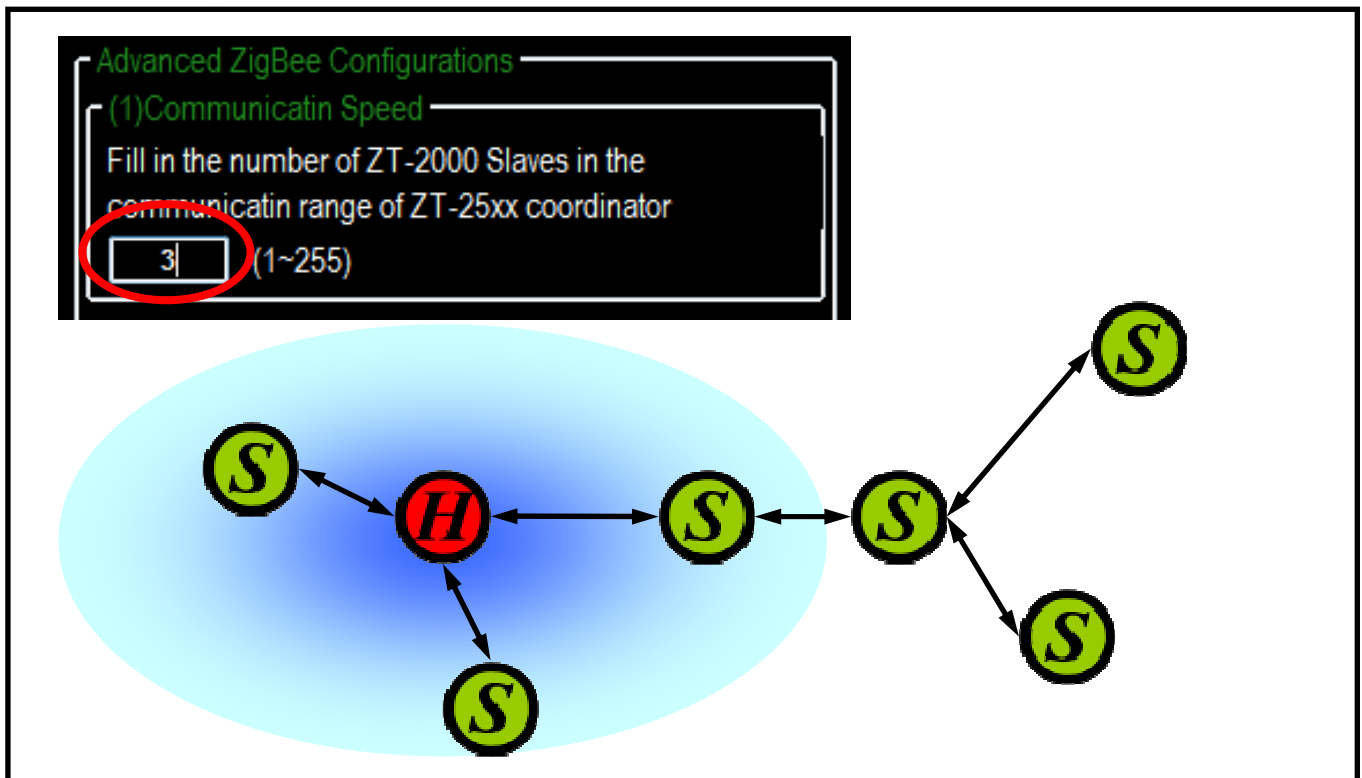 Advanced ZigBee Configurations
(1)Communicatin Speed
Fill in the number of ZT-2000 Slaves in the
communicatin range of ZT-25xx coordinator
3 (1~255)
S
S
H
S
S
S
S